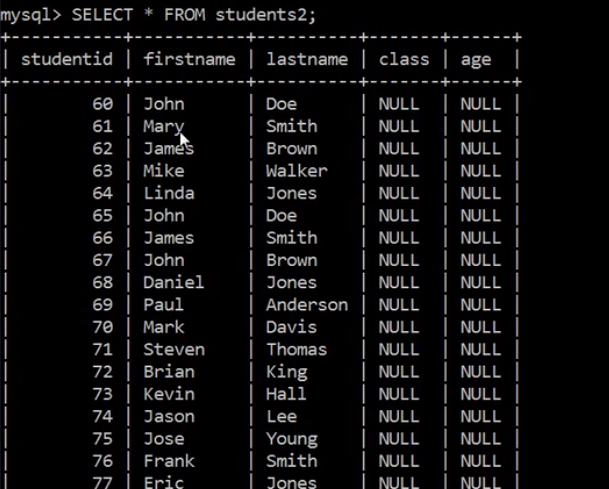 mysql> SELECT * FROM students2;
+-----------+-----------+----------+-------+------+
| studentid | firstname | lastname | class | age  |
+-----------+-----------+----------+-------+------+
|        60 | John      | Doe      | NULL  | NULL |
|        61 | Mary      | Smith    | NULL  | NULL |
|        62 | James     | Brown    | NULL  | NULL |
|        63 | Mike      | Walker   | NULL  | NULL |
|        64 | Linda     | Jones    | NULL  | NULL |
|        65 | John      | Doe      | NULL  | NULL |
|        66 | James     | Smith    | NULL  | NULL |
|        67 | John      | Brown    | NULL  | NULL |
|        68 | Daniel    | Jones    | NULL  | NULL |
|        69 | Paul      | Anderson | NULL  | NULL |
|        70 | Mark      | Davis    | NULL  | NULL |
|        71 | Steven    | Thomas   | NULL  | NULL |
|        72 | Brian     | King     | NULL  | NULL |
|        73 | Kevin     | Hall     | NULL  | NULL |
|        74 | Jason     | Lee      | NULL  | NULL |
|        75 | Jose      | Young    | NULL  | NULL |
|        76 | Frank     | Smith    | NULL  | NULL |
|        77 | Eric      | Jones    | NULL  | NULL |